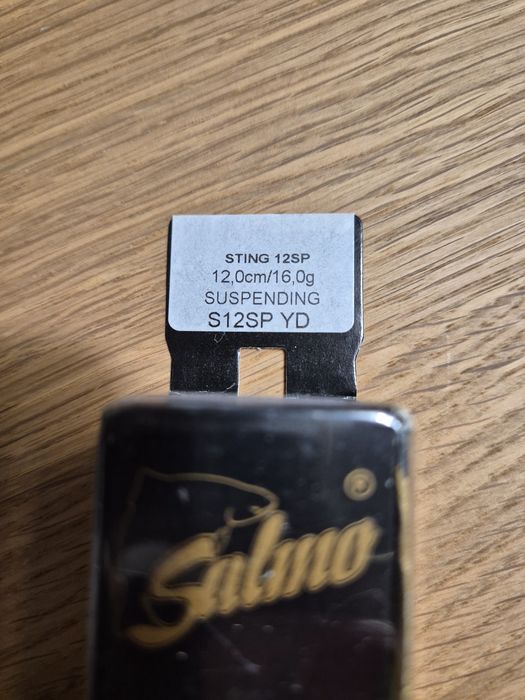 STING 12SP
12,0cm/16,0g
SUSPENDING
S12SP YD
®
Salmo